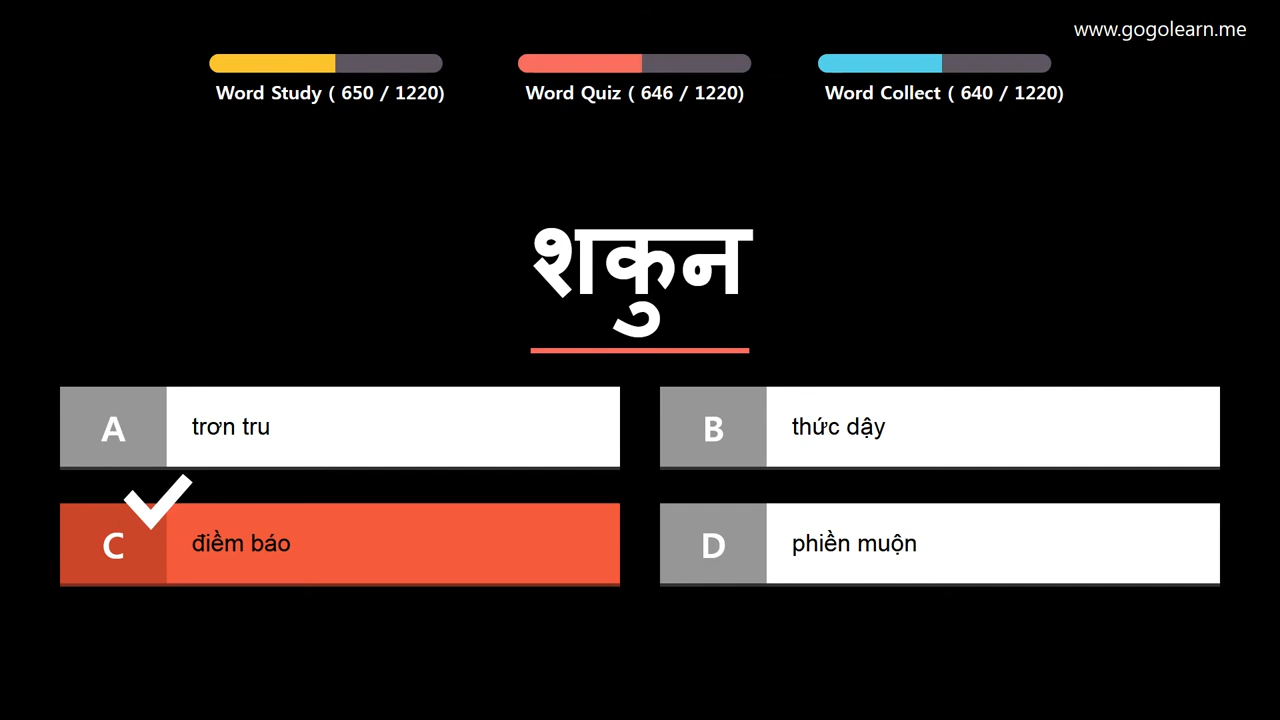 www.gogolearn.me
Word Study ( 650 / 1220)
Word Quiz ( 646 / 1220)
Word Collect ( 640 / 1220)
शकुन
A
trơn tru
B
thức dậy
C
điềm báo
D
phiền muộn